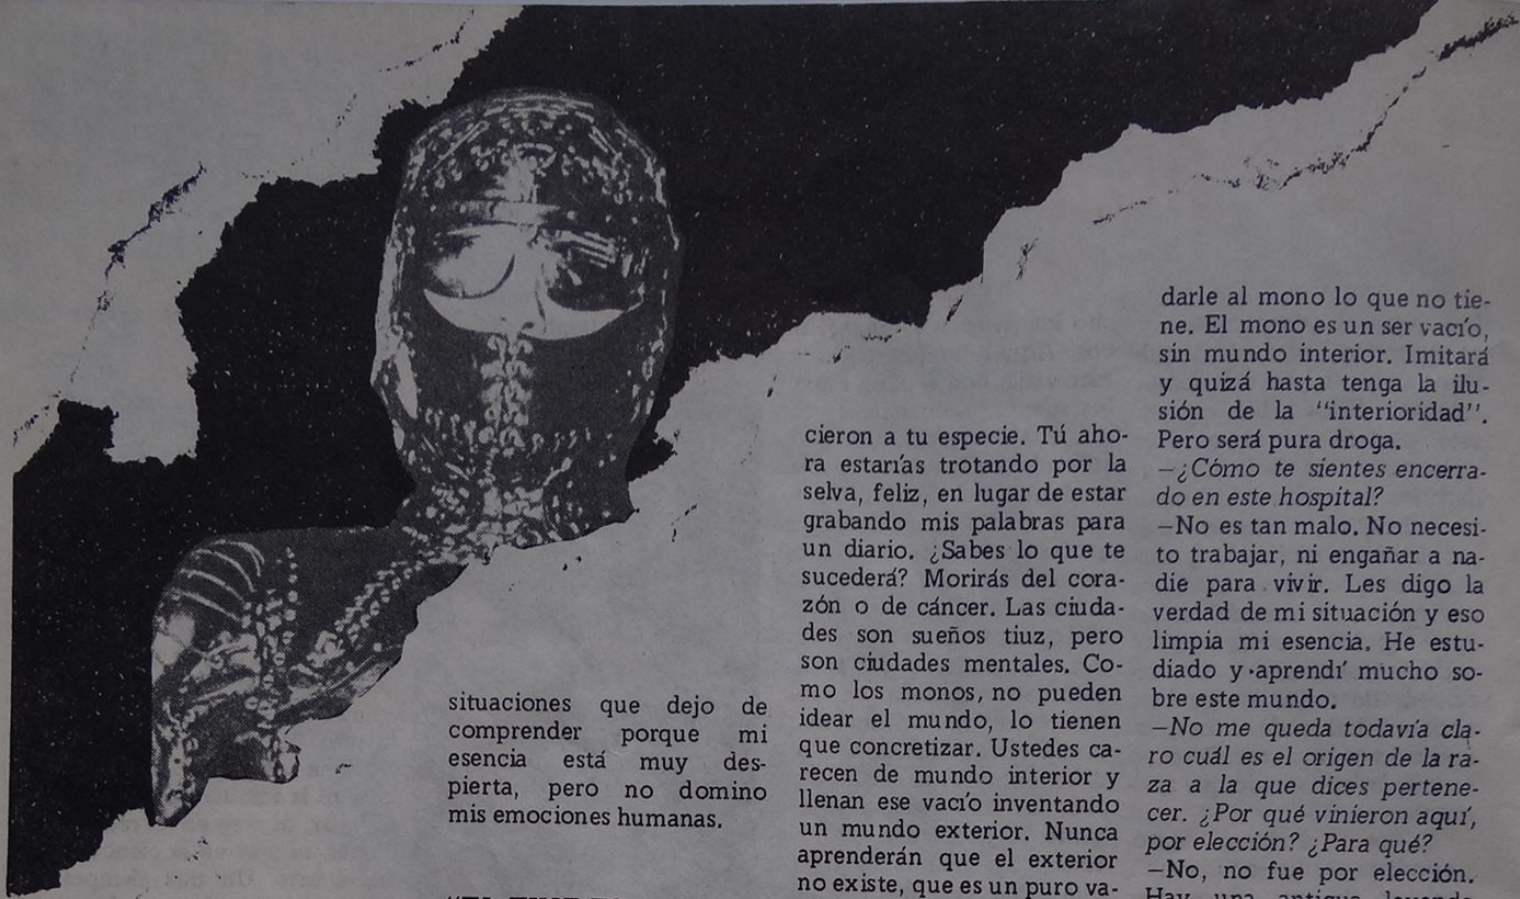 situaciones que dejo de
comprender porque mi
esencia está muy des-
pierta, pero no domino
mis emociones humanas.
cieron a tu especie. Tú aho-
ra estarías trotando por la
selva, feliz, en lugar de estar
grabando mis palabras para
un diario. ¿Sabes lo que te
sucederá? Morirás del cora-
zón o de cáncer. Las ciuda-
des son sueños tiuz, pero
son ciudades mentales. Co-
mo los monos, no pueden
idear el mundo, lo tienen
que concretizar. Ustedes ca-
recen de mundo interior y
llenan ese vacío inventando
un mundo exterior. Nunca
aprenderán que el exterior
no existe, que es un puro va-
darle al mono lo que no tie-
ne. El mono es un ser vacío,
sin mundo interior. Imitará
y quizá hasta tenga la ilu-
sión de la "interioridad".
Pero será pura droga.
—¿Cómo te sientes encerra-
do en este hospital?
—No es tan malo. No necesi-
to trabajar, ni engañar a na-
die para vivir. Les digo la
verdad de mi situación y eso
limpia mi esencia. He estu-
diado y aprendí mucho so-
bre este mundo.
—No me queda todavía cla-
ro cuál es el origen de la ra-
za a la que dices pertene-
cer. ¿Por qué vinieron aquí,
por elección? ¿Para qué?
—No, no fue por elección.
Hay una antigua leyenda